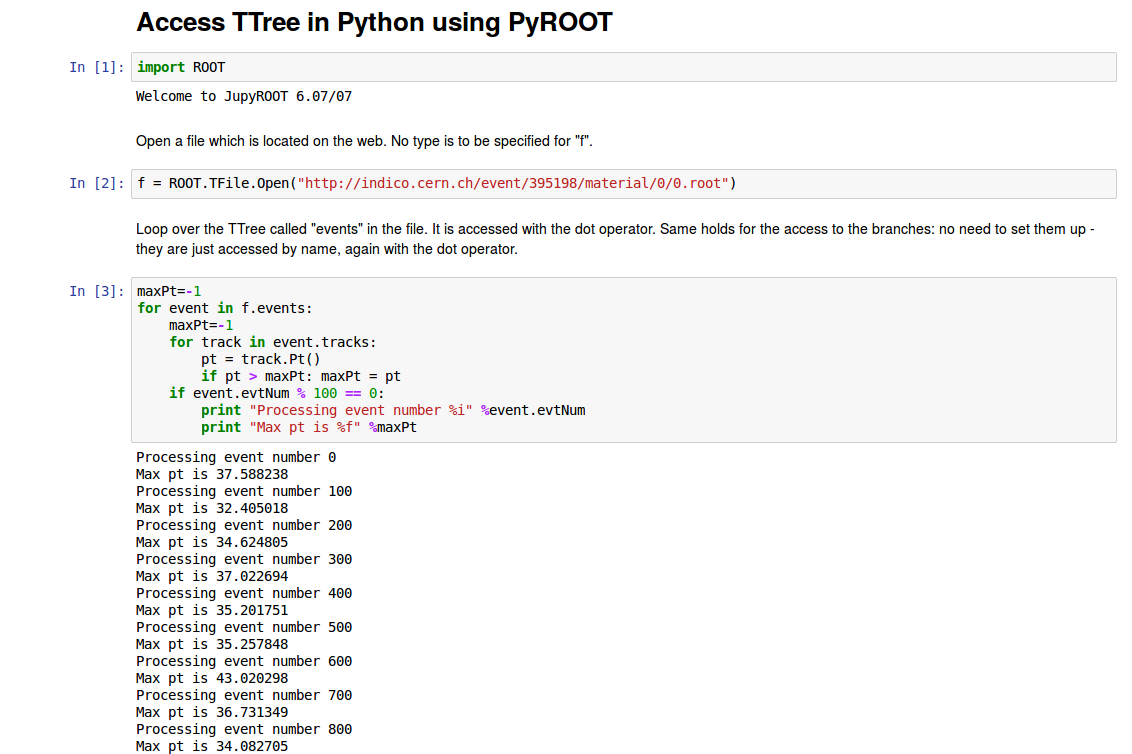 Access TTree in Python using PyROOT
In [1]: import ROOT
Welcome to JupyROOT 6.07/07
Open a file which is located on the web. No type is to be specified for "f".
In [2]: f = ROOT.TFile.Open("http://indico.cern.ch/event/395198/material/0/0.root")
Loop over the TTree called "events" in the file. It is accessed with the dot operator. Same holds for the access to the branches: no need to set them up -
they are just accessed by name, again with the dot operator.
In [3]: maxPt=-1
for event in f.events:
    maxPt=-1
    for track in event.tracks:
        pt = track.Pt()
        if pt > maxPt: maxPt = pt
    if event.evtNum % 100 == 0:
        print "Processing event number %i" %event.evtNum
        print "Max pt is %f" %maxPt
Processing event number 0
Max pt is 37.588238
Processing event number 100
Max pt is 32.405018
Processing event number 200
Max pt is 34.624805
Processing event number 300
Max pt is 37.022694
Processing event number 400
Max pt is 35.201751
Processing event number 500
Max pt is 35.257848
Processing event number 600
Max pt is 43.020298
Processing event number 700
Max pt is 36.731349
Processing event number 800
Max pt is 34.082705